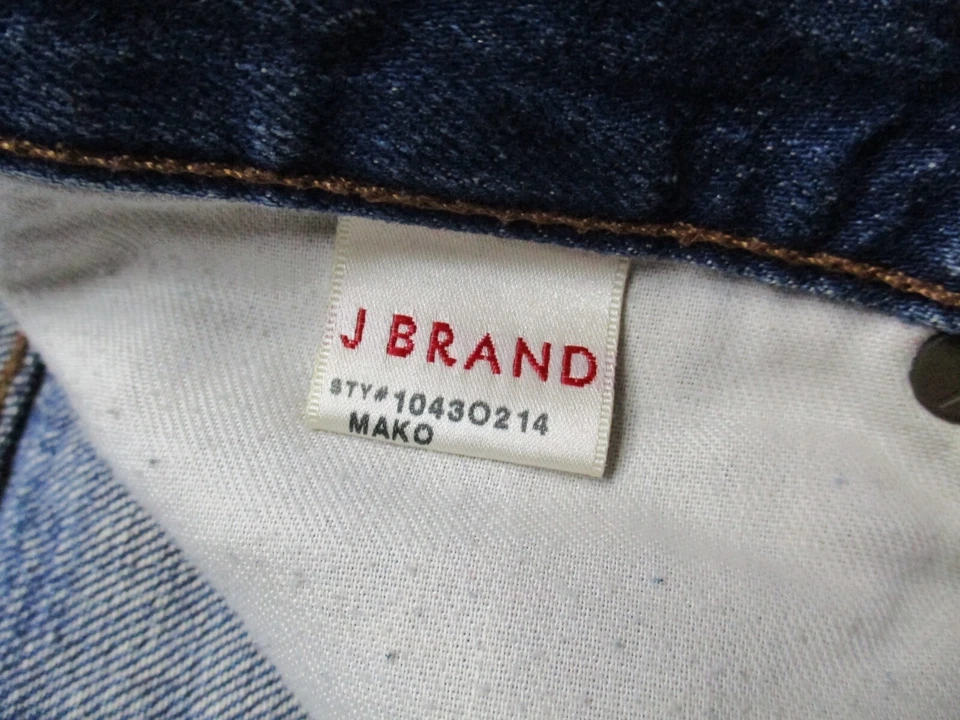 J BRAND
STY#1043O214
MAKO